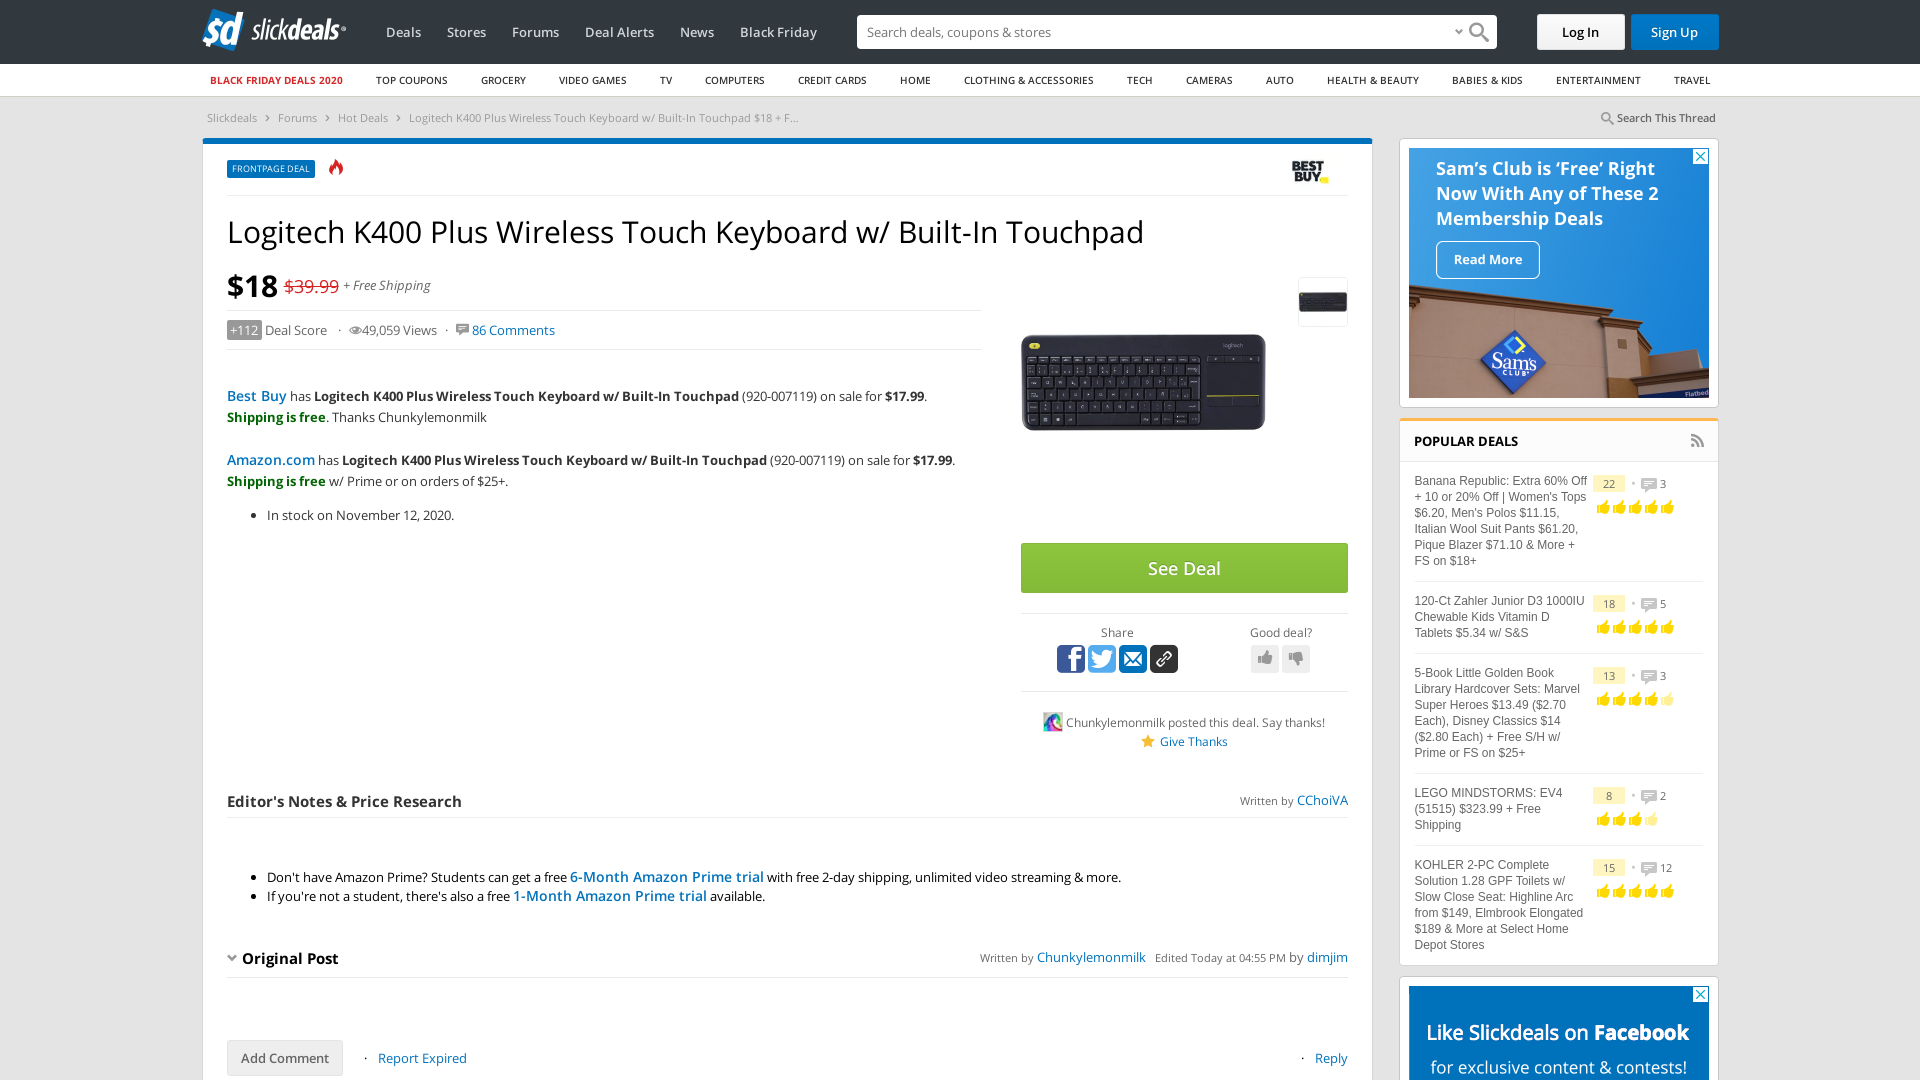 slickdeals
Deals
Stores
Forums
Deal Alerts
News
Black Friday
Search deals, coupons & stores
Log In
Sign Up
BLACK FRIDAY DEALS 2020
TOP COUPONS
GROCERY
VIDEO GAMES
TV
COMPUTERS
CREDIT CARDS
HOME
CLOTHING & ACCESSORIES
TECH
CAMERAS
AUTO
HEALTH & BEAUTY
BABIES & KIDS
ENTERTAINMENT
TRAVEL
Slickdeals › Forums › Hot Deals › Logitech K400 Plus Wireless Touch Keyboard w/ Built-In Touchpad $18 + F...
Search This Thread
FRONTPAGE DEAL
BEST
BUY
Logitech K400 Plus Wireless Touch Keyboard w/ Built-In Touchpad
$18 $39.99 + Free Shipping
+112 Deal Score · 49,059 Views · 86 Comments
logitech
Best Buy has Logitech K400 Plus Wireless Touch Keyboard w/ Built-In Touchpad (920-007119) on sale for $17.99.
Shipping is free. Thanks Chunkylemonmilk
Amazon.com has Logitech K400 Plus Wireless Touch Keyboard w/ Built-In Touchpad (920-007119) on sale for $17.99.
Shipping is free w/ Prime or on orders of $25+.
• In stock on November 12, 2020.
See Deal
Share
Good deal?
Chunkylemonmilk posted this deal. Say thanks!
Give Thanks
Editor's Notes & Price Research
Written by CChoiVA
• Don't have Amazon Prime? Students can get a free 6-Month Amazon Prime trial with free 2-day shipping, unlimited video streaming & more.
• If you're not a student, there's also a free 1-Month Amazon Prime trial available.
Original Post
Written by Chunkylemonmilk Edited Today at 04:55 PM by dimjim
Add Comment · Report Expired
· Reply
Sam's Club is 'Free' Right
Now With Any of These 2
Membership Deals
Read More
Sam's
CLUB
Flatbed
POPULAR DEALS
Banana Republic: Extra 60% Off
+ 10 or 20% Off | Women's Tops
$6.20, Men's Polos $11.15,
Italian Wool Suit Pants $61.20,
Pique Blazer $71.10 & More +
FS on $18+
22 • 3
120-Ct Zahler Junior D3 1000IU
Chewable Kids Vitamin D
Tablets $5.34 w/ S&S
18 • 5
5-Book Little Golden Book
Library Hardcover Sets: Marvel
Super Heroes $13.49 ($2.70
Each), Disney Classics $14
($2.80 Each) + Free S/H w/
Prime or FS on $25+
13 • 3
LEGO MINDSTORMS: EV4
(51515) $323.99 + Free
Shipping
8 • 2
KOHLER 2-PC Complete
Solution 1.28 GPF Toilets w/
Slow Close Seat: Highline Arc
from $149, Elmbrook Elongated
$189 & More at Select Home
Depot Stores
15 • 12
Like Slickdeals on Facebook
for exclusive content & contests!